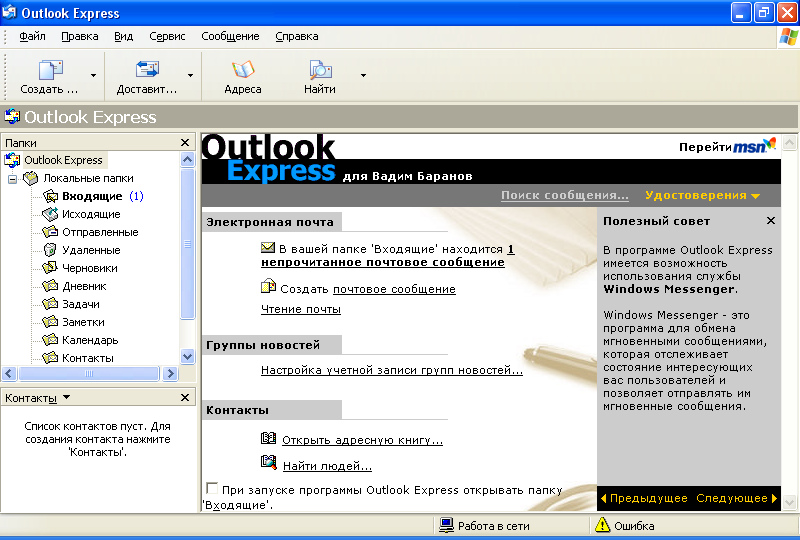 Outlook Express
Файл Правка Вид Сервис Сообщение Справка
Создать ... Доставит... Адреса Найти
Outlook Express
Папки
Outlook Express
Локальные папки
Входящие (1)
Исходящие
Отправленные
Удаленные
Черновики
Дневник
Задачи
Заметки
Календарь
Контакты
Контакты
Список контактов пуст. Для
создания контакта нажмите
'Контакты'.
Outlook
Express для Вадим Баранов
Перейти msn
Поиск сообщения... Удостоверения
Электронная почта
В вашей папке 'Входящие' находится 1
непрочитанное почтовое сообщение
Создать почтовое сообщение
Чтение почты
Группы новостей
Настройка учетной записи групп новостей...
Контакты
Открыть адресную книгу...
Найти людей...
При запуске программы Outlook Express открывать папку
'Входящие'.
Полезный совет
В программе Outlook Express
имеется возможность
использования службы
Windows Messenger.
Windows Messenger - это
программа для обмена
мгновенными сообщениями,
которая отслеживает
состояние интересующих
вас пользователей и
позволяет отправлять им
мгновенные сообщения.
Предыдущее Следующее
Работа в сети Ошибка